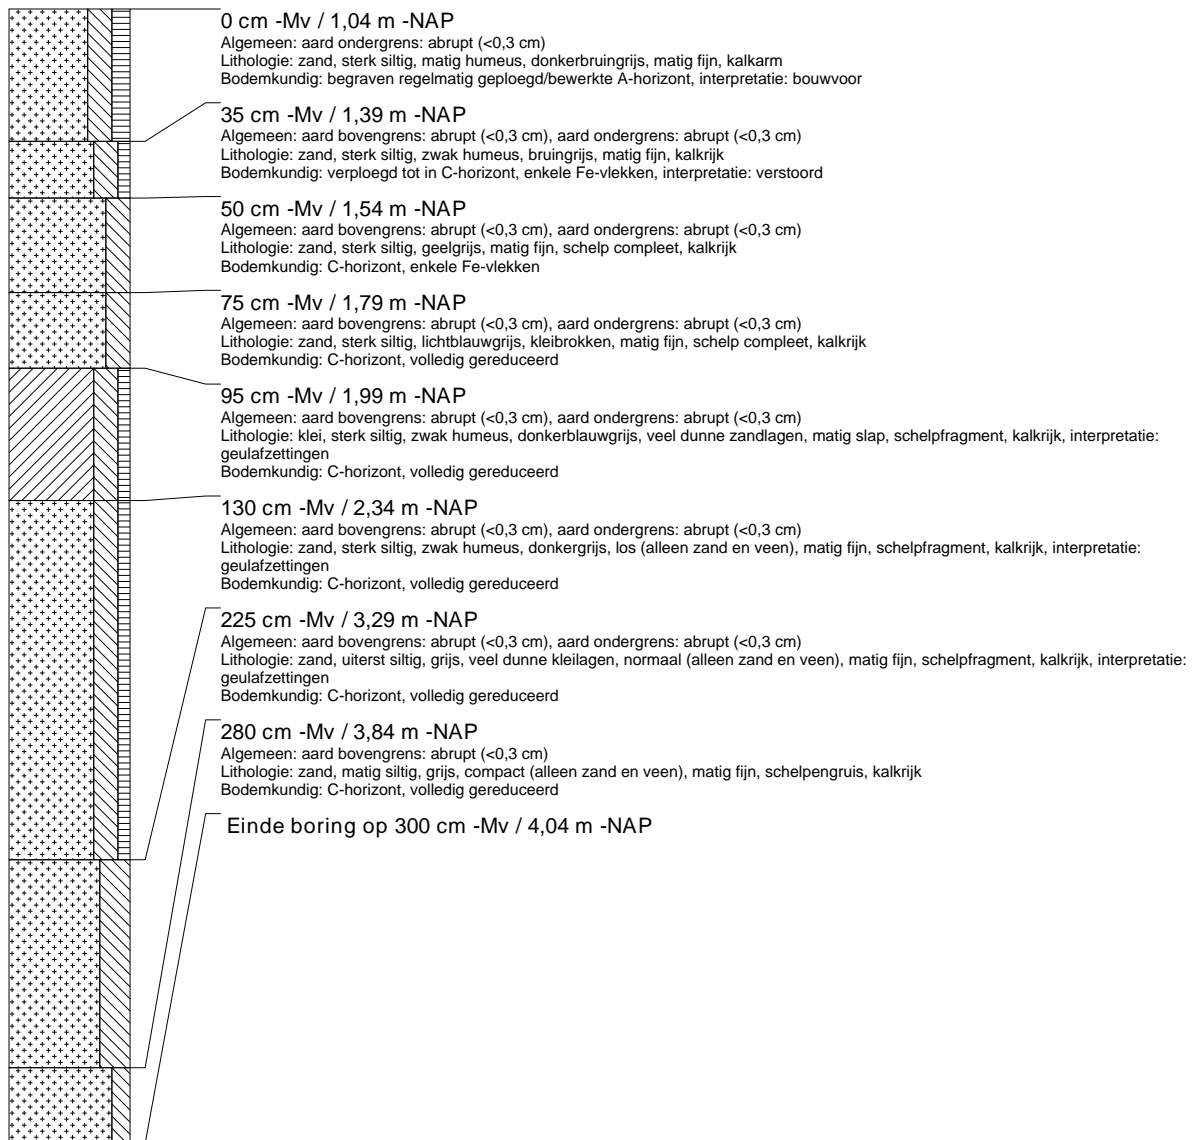 0 cm -Mv / 1,04 m -NAP
Algemeen: aard ondergrens: abrupt (<0,3 cm)
Lithologie: zand, sterk siltig, matig humeus, donkerbruingrijs, matig fijn, kalkarm
Bodemkundig: begraven regelmatig geploegd/bewerkte A-horizont, interpretatie: bouwvoor
35 cm -Mv / 1,39 m -NAP
Algemeen: aard bovengrens: abrupt (<0,3 cm), aard ondergrens: abrupt (<0,3 cm)
Lithologie: zand, sterk siltig, zwak humeus, bruingrijs, matig fijn, kalkrijk
Bodemkundig: verploegd tot in C-horizont, enkele Fe-vlekken, interpretatie: verstoord
50 cm -Mv / 1,54 m -NAP
Algemeen: aard bovengrens: abrupt (<0,3 cm), aard ondergrens: abrupt (<0,3 cm)
Lithologie: zand, sterk siltig, geelgrijs, matig fijn, schelp compleet, kalkrijk
Bodemkundig: C-horizont, enkele Fe-vlekken
75 cm -Mv / 1,79 m -NAP
Algemeen: aard bovengrens: abrupt (<0,3 cm), aard ondergrens: abrupt (<0,3 cm)
Lithologie: zand, sterk siltig, lichtblauwgrijs, kleibrokken, matig fijn, schelp compleet, kalkrijk
Bodemkundig: C-horizont, volledig gereduceerd
95 cm -Mv / 1,99 m -NAP
Algemeen: aard bovengrens: abrupt (<0,3 cm), aard ondergrens: abrupt (<0,3 cm)
Lithologie: klei, sterk siltig, zwak humeus, donkerblauwgrijs, veel dunne zandlagen, matig slap, schelpfragment, kalkrijk, interpretatie:
geulafzettingen
Bodemkundig: C-horizont, volledig gereduceerd
130 cm -Mv / 2,34 m -NAP
Algemeen: aard bovengrens: abrupt (<0,3 cm), aard ondergrens: abrupt (<0,3 cm)
Lithologie: zand, sterk siltig, zwak humeus, donkergrijs, los (alleen zand en veen), matig fijn, schelpfragment, kalkrijk, interpretatie:
geulafzettingen
Bodemkundig: C-horizont, volledig gereduceerd
225 cm -Mv / 3,29 m -NAP
Algemeen: aard bovengrens: abrupt (<0,3 cm), aard ondergrens: abrupt (<0,3 cm)
Lithologie: zand, uiterst siltig, grijs, veel dunne kleilagen, normaal (alleen zand en veen), matig fijn, schelpfragment, kalkrijk, interpretatie:
geulafzettingen
Bodemkundig: C-horizont, volledig gereduceerd
280 cm -Mv / 3,84 m -NAP
Algemeen: aard bovengrens: abrupt (<0,3 cm)
Lithologie: zand, matig siltig, grijs, compact (alleen zand en veen), matig fijn, schelpengruis, kalkrijk
Bodemkundig: C-horizont, volledig gereduceerd
Einde boring op 300 cm -Mv / 4,04 m -NAP